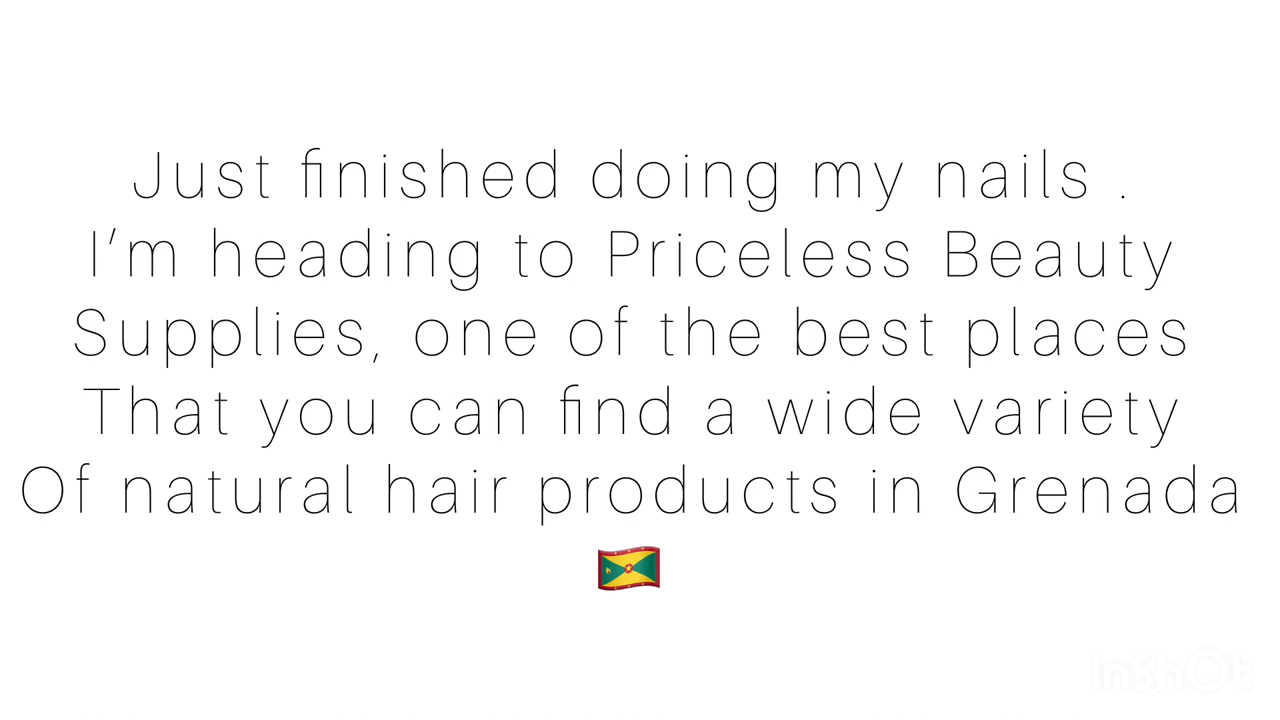 Just finished doing my nails .
I’m heading to Priceless Beauty
Supplies, one of the best places
That you can find a wide variety
Of natural hair products in Grenada
🇬🇩
InShOt